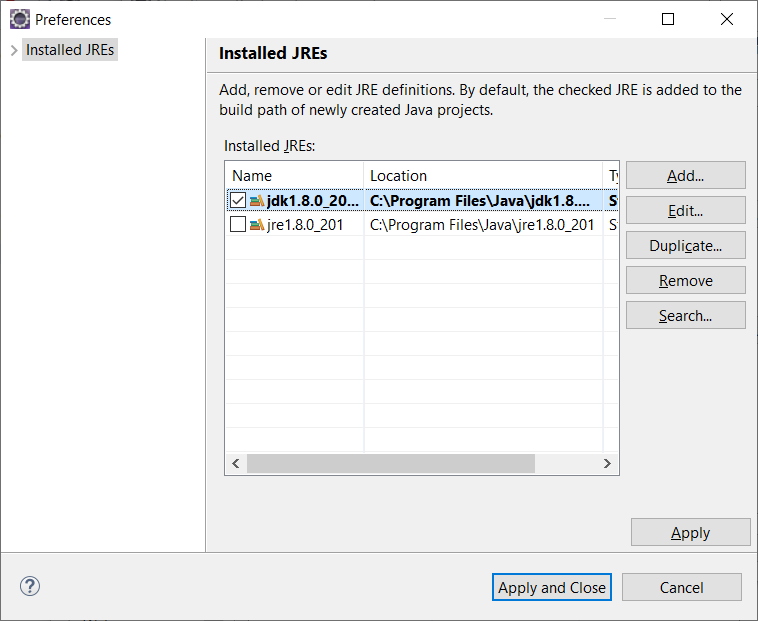 Preferences
Installed JREs
Installed JREs
Add, remove or edit JRE definitions. By default, the checked JRE is added to the
build path of newly created Java projects.
Installed JREs:
Name Location
jdk1.8.0_20... C:\Program Files\Java\jdk1.8....
jre1.8.0_201 C:\Program Files\Java\jre1.8.0_201
Add...
Edit...
Duplicate...
Remove
Search...
Apply
?
Apply and Close Cancel